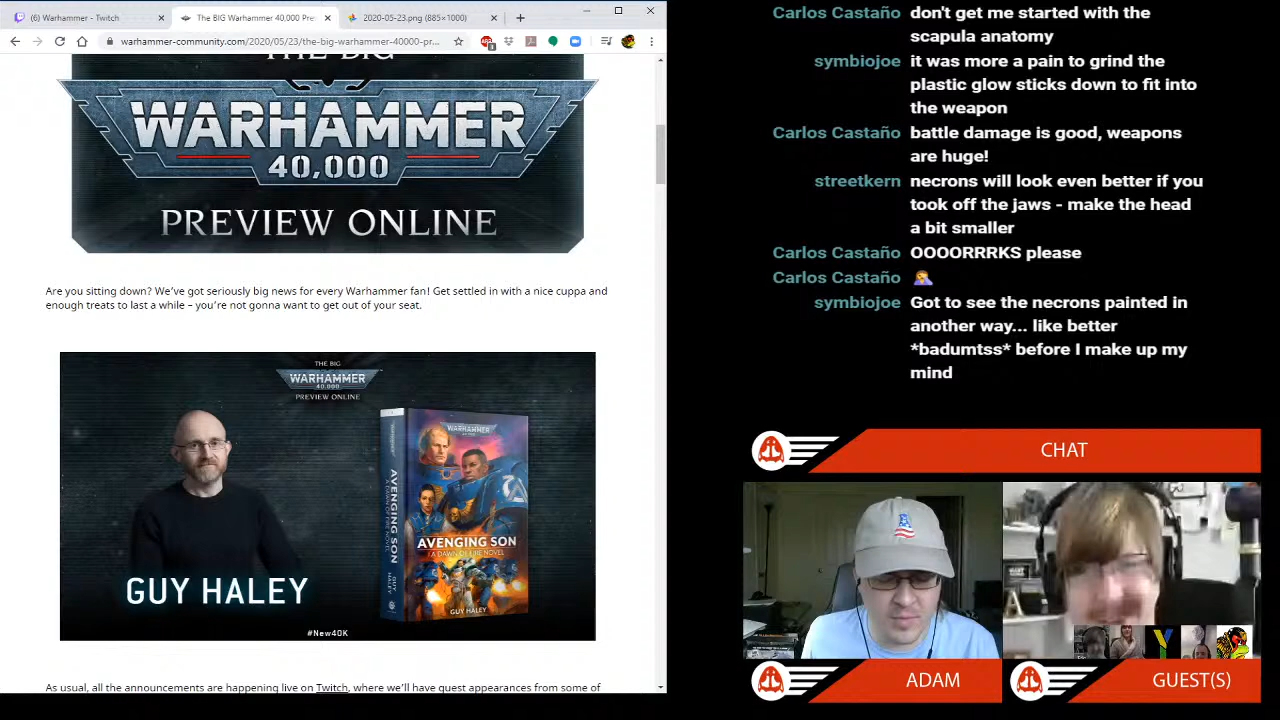 (6) Warhammer - Twitch
The BIG Warhammer 40,000 Pre
2020-05-23.png (885×1000)
warhammer-community.com/2020/05/23/the-big-warhammer-40000-pr...
THE BIG
WARHAMMER
40,000
PREVIEW ONLINE
Are you sitting down? We've got seriously big news for every Warhammer fan! Get settled in with a nice cuppa and
enough treats to last a while – you're not gonna want to get out of your seat.
THE BIG
WARHAMMER
40,000
PREVIEW ONLINE
WARHAMMER
AVENGING SON
GUY HALEY
AVENGING SON
A DAWN OF FIRE NOVEL
GUY HALEY
GUY HALEY
#New40K
As usual, all the announcements are happening live on Twitch, where we'll have guest appearances from some of
Carlos Castaño don't get me started with the
scapula anatomy
symbiojoe it was more a pain to grind the
plastic glow sticks down to fit into
the weapon
Carlos Castaño battle damage is good, weapons
are huge!
streetkern necrons will look even better if you
took off the jaws - make the head
a bit smaller
Carlos Castaño OOOORRRKS please
Carlos Castaño 🤦
symbiojoe Got to see the necrons painted in
another way... like better
*badumtss* before I make up my
mind
CHAT
ADAM
GUEST(S)